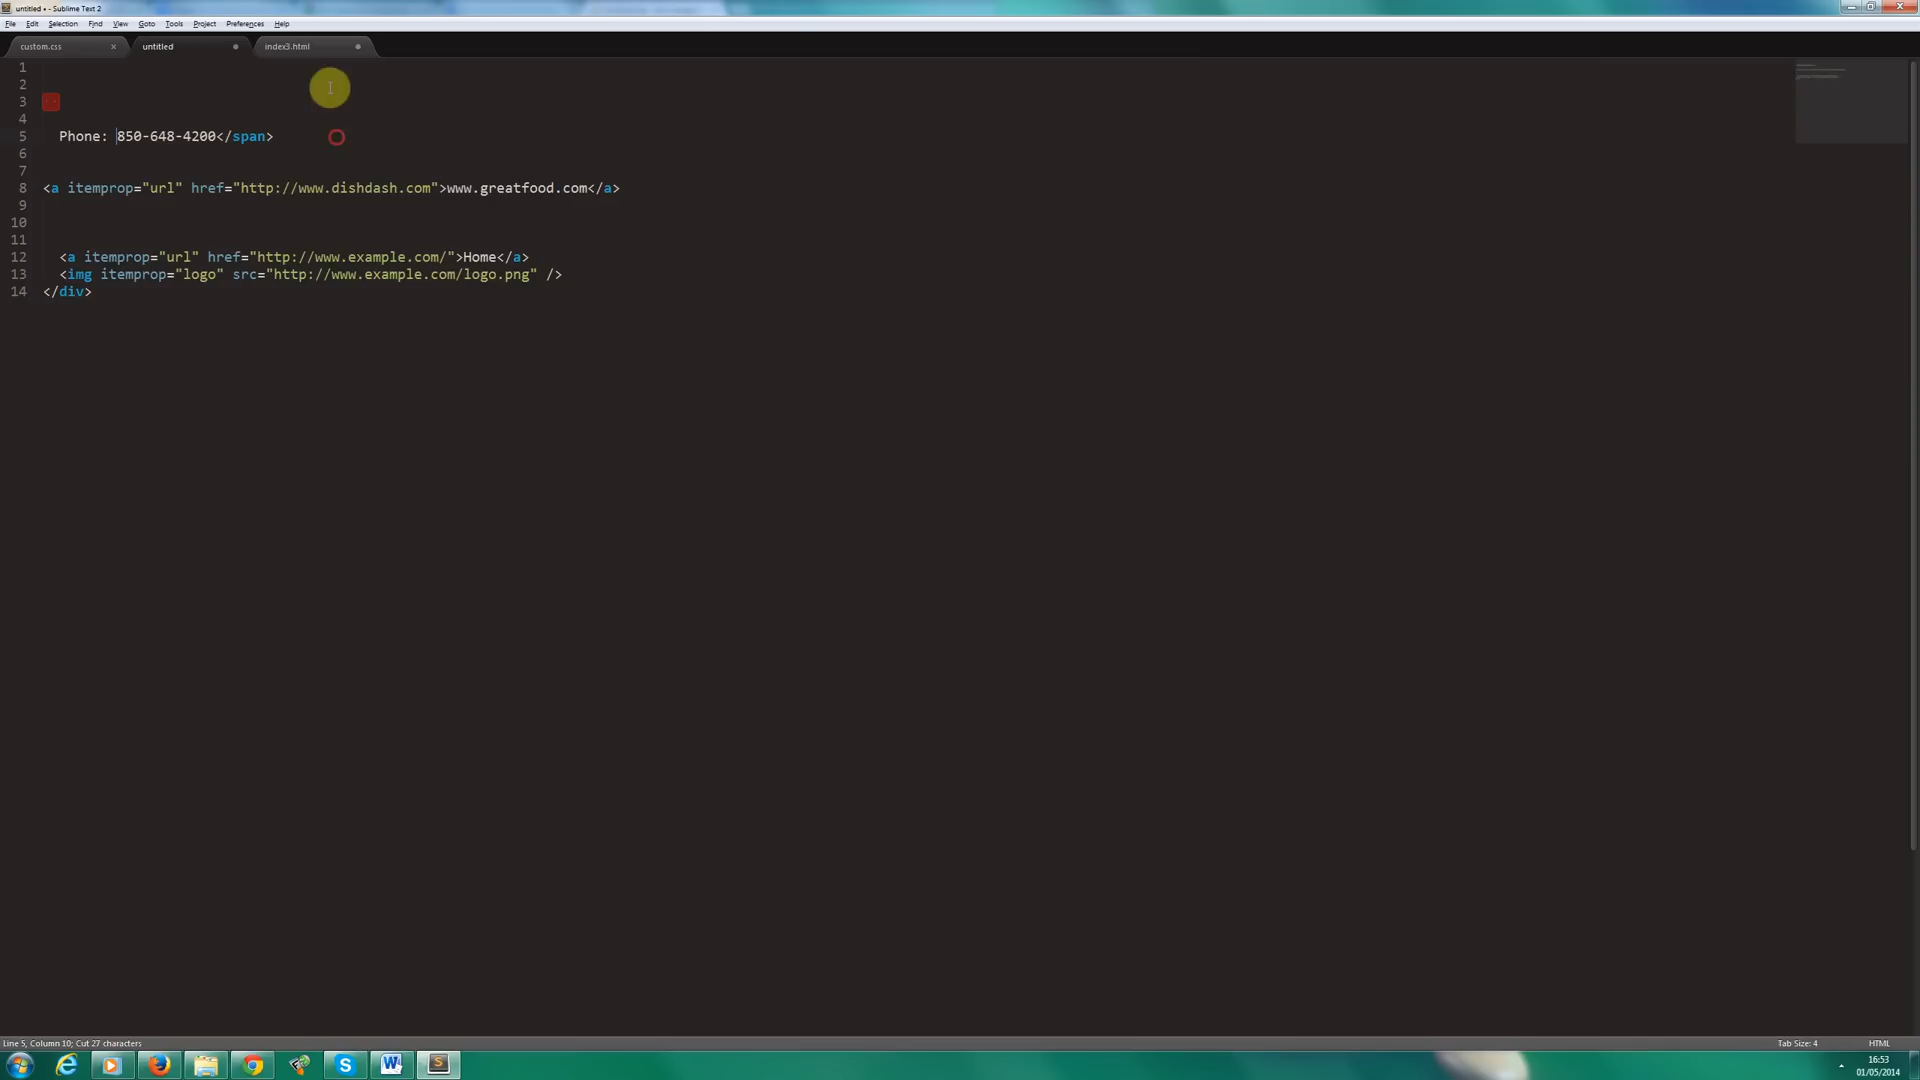 untitled • - Sublime Text 2
File Edit Selection Find View Goto Tools Project Preferences Help
custom.css × untitled index3.html
1
2
3
4
5 Phone: 850-648-4200</span>
6
7
8 <a itemprop="url" href="http://www.dishdash.com">www.greatfood.com</a>
9
10
11
12 <a itemprop="url" href="http://www.example.com/">Home</a>
13 <img itemprop="logo" src="http://www.example.com/logo.png" />
14 </div>
Line 5, Column 10; Cut 27 characters Tab Size: 4 HTML
16:53
01/05/2014